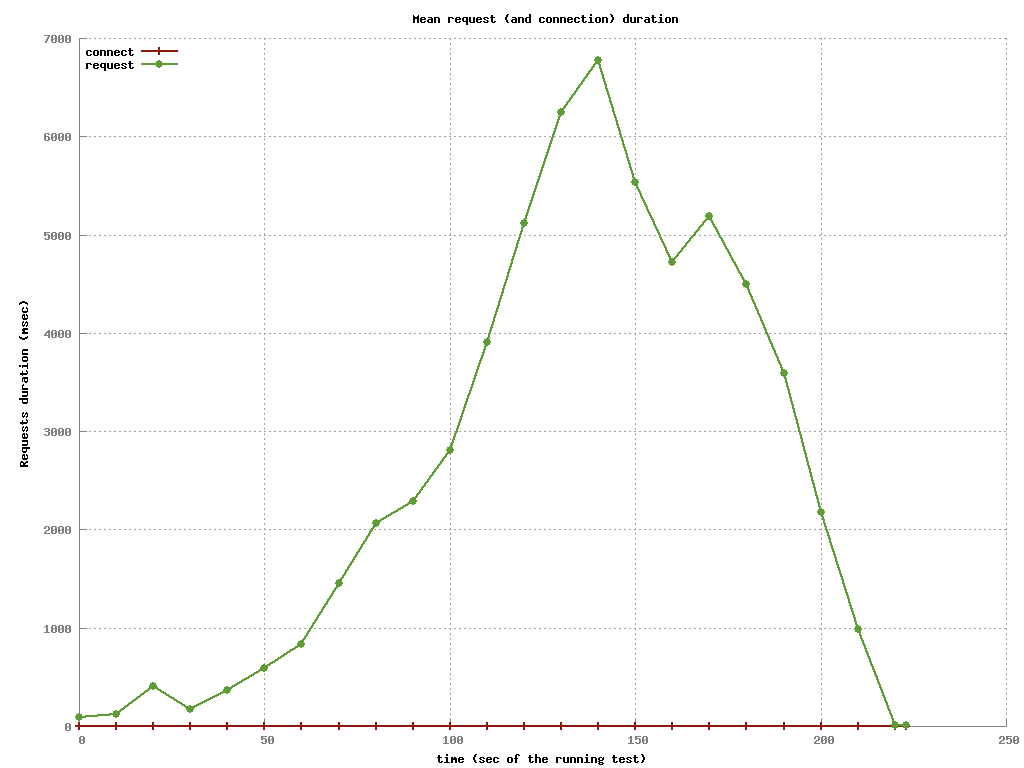 Mean request (and connection) duration
7000
connect
request
6000
5000
4000
3000
2000
1000
0
Requests duration (msec)
0 50 100 150 200 250
time (sec of the running test)